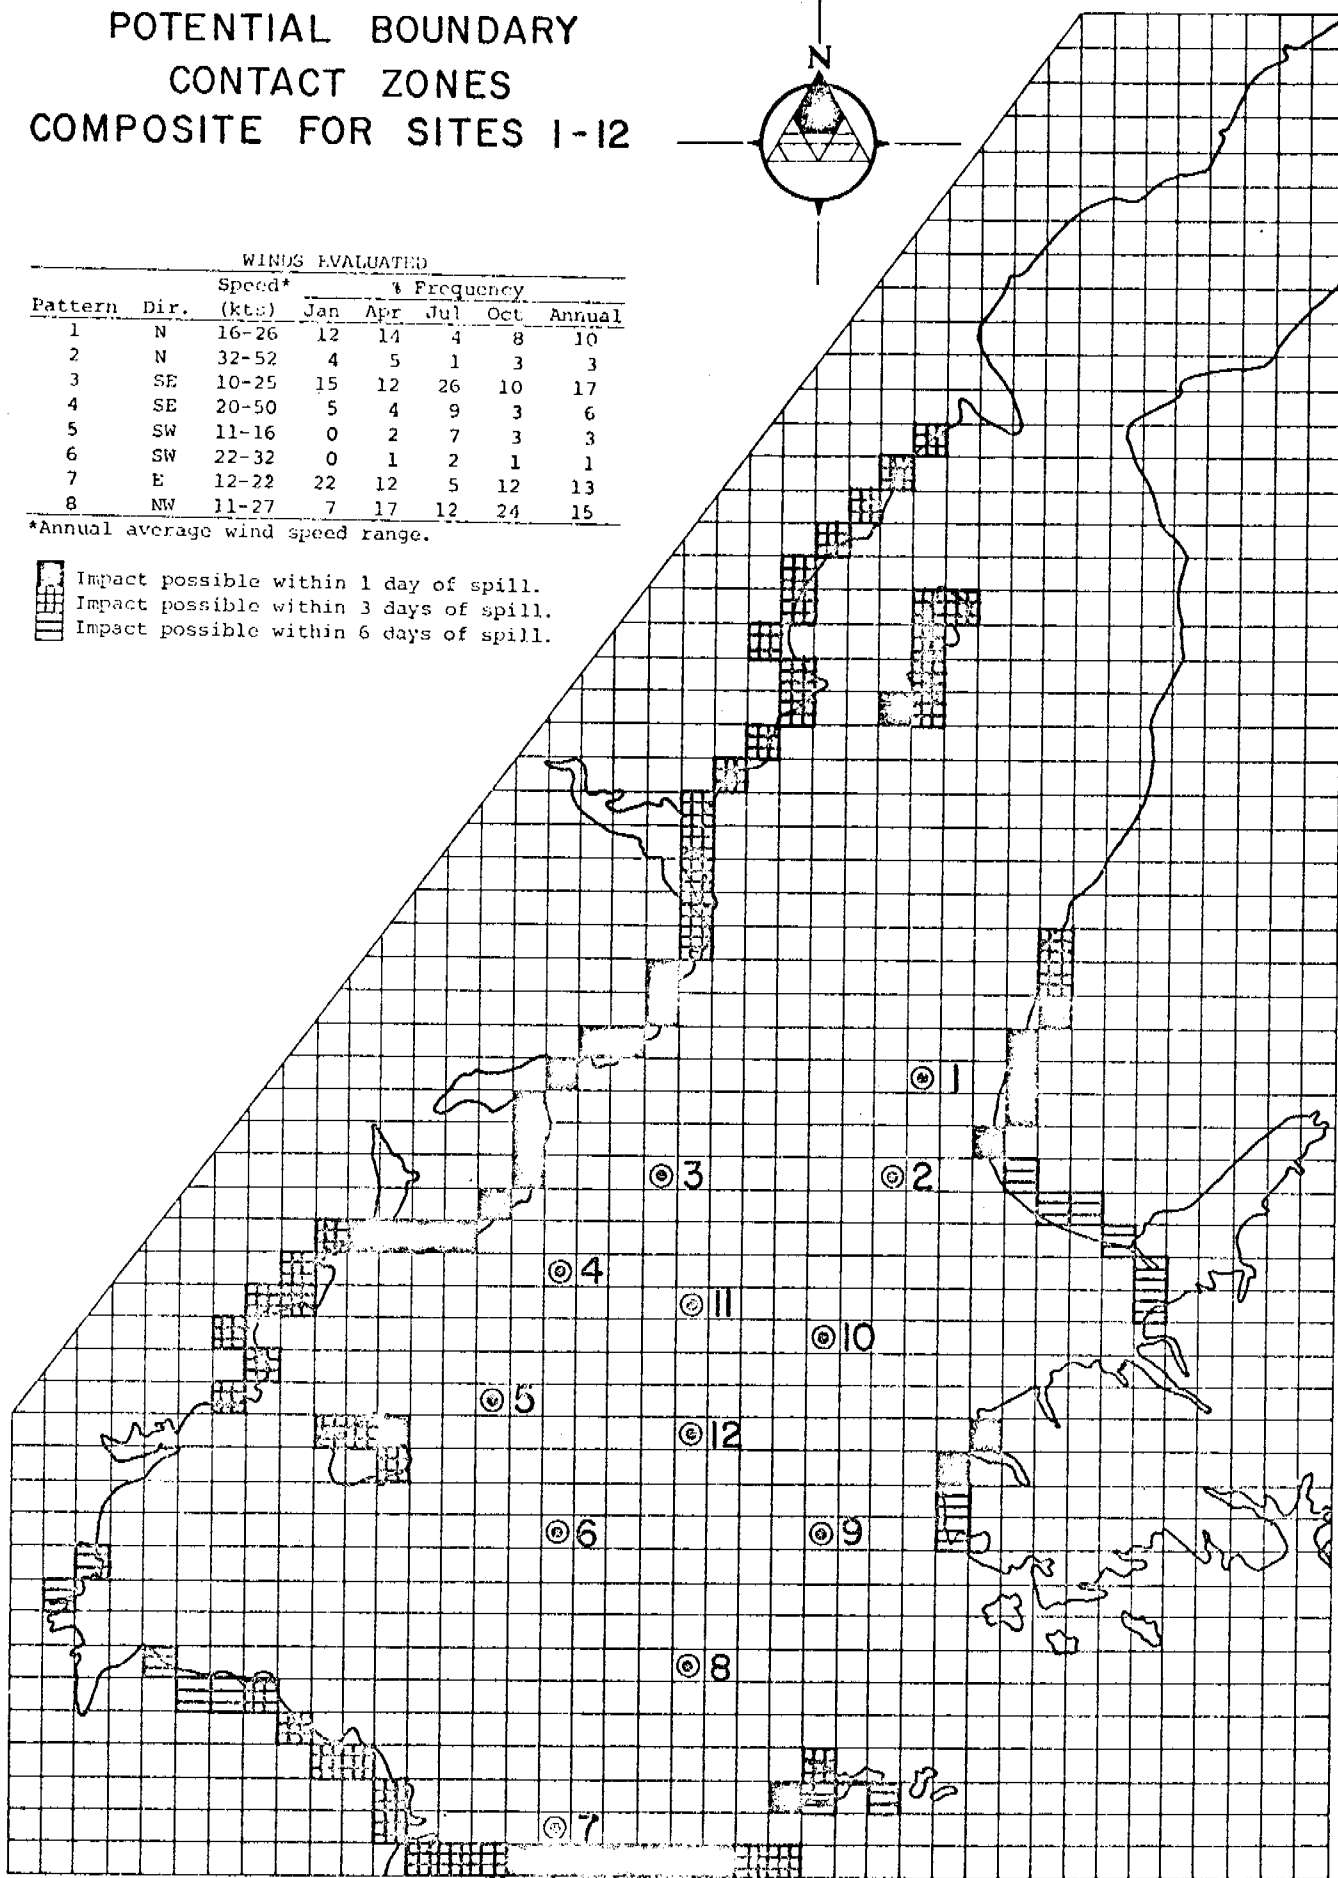 POTENTIAL BOUNDARY
CONTACT ZONES
COMPOSITE FOR SITES 1-12
N
WINDS EVALUATED
Speed* % Frequency
Pattern Dir. (kts) Jan Apr Jul Oct Annual
1 N 16-26 12 14 4 8 10
2 N 32-52 4 5 1 3 3
3 SE 10-25 15 12 26 10 17
4 SE 20-50 5 4 9 3 6
5 SW 11-16 0 2 7 3 3
6 SW 22-32 0 1 2 1 1
7 E 12-22 22 12 5 12 13
8 NW 11-27 7 17 12 24 15
*Annual average wind speed range.
Impact possible within 1 day of spill.
Impact possible within 3 days of spill.
Impact possible within 6 days of spill.
1
3
2
4
11
10
5
12
6
9
8
7